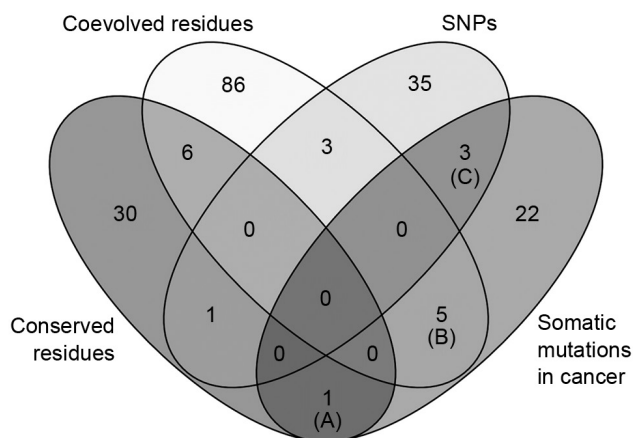 Coevolved residues
SNPs
86
35
6
3
3
(C)
30
0
0
22
0
1
5
(B)
Conserved
residues
Somatic
mutations
in cancer
0
0
1
(A)